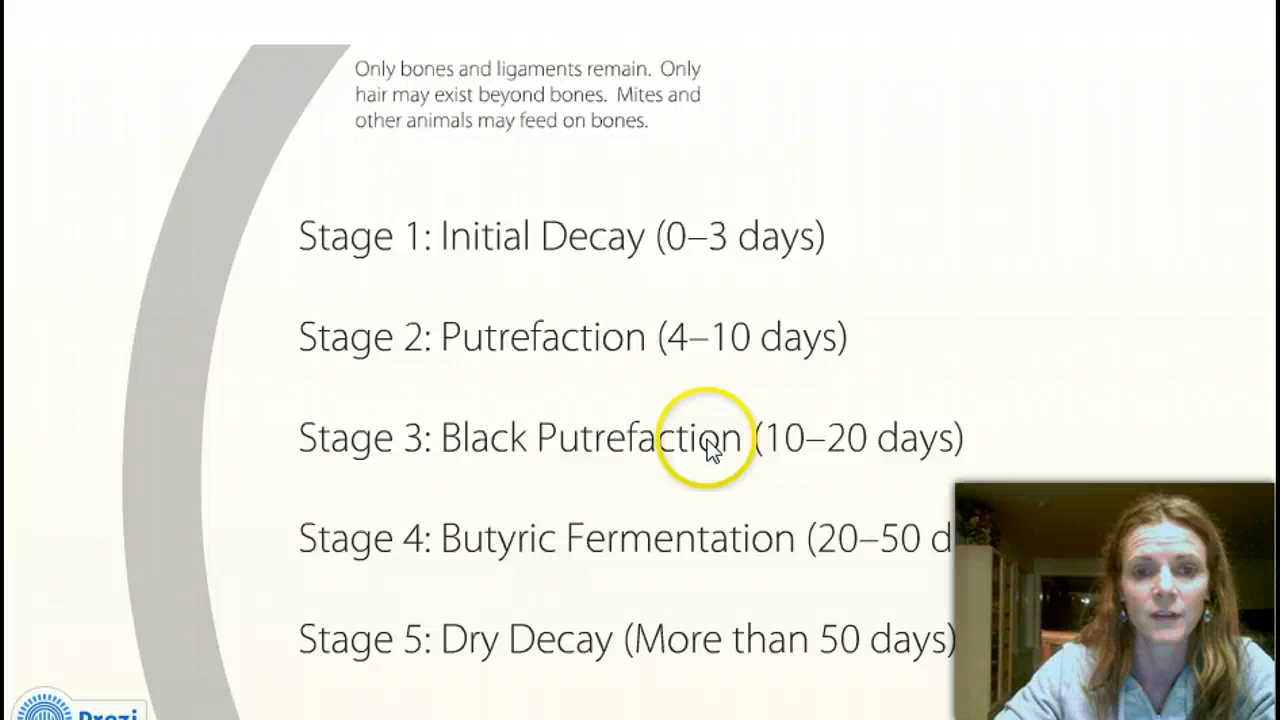 Only bones and ligaments remain. Only
hair may exist beyond bones. Mites and
other animals may feed on bones.
Stage 1: Initial Decay (0–3 days)
Stage 2: Putrefaction (4–10 days)
Stage 3: Black Putrefaction (10–20 days)
Stage 4: Butyric Fermentation (20–50 d
Stage 5: Dry Decay (More than 50 days)
Prezi